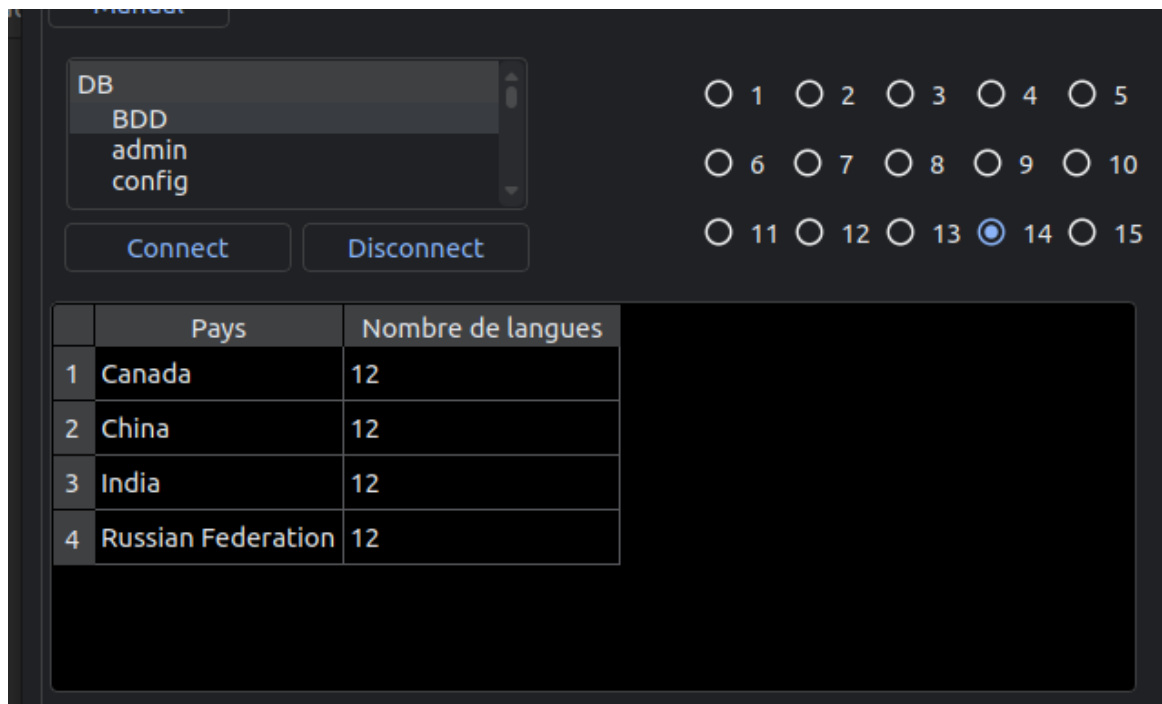 DB
BDD
admin
config
Connect Disconnect
1 2 3 4 5
6 7 8 9 10
11 12 13 14 15
Pays Nombre de langues
1 Canada 12
2 China 12
3 India 12
4 Russian Federation 12